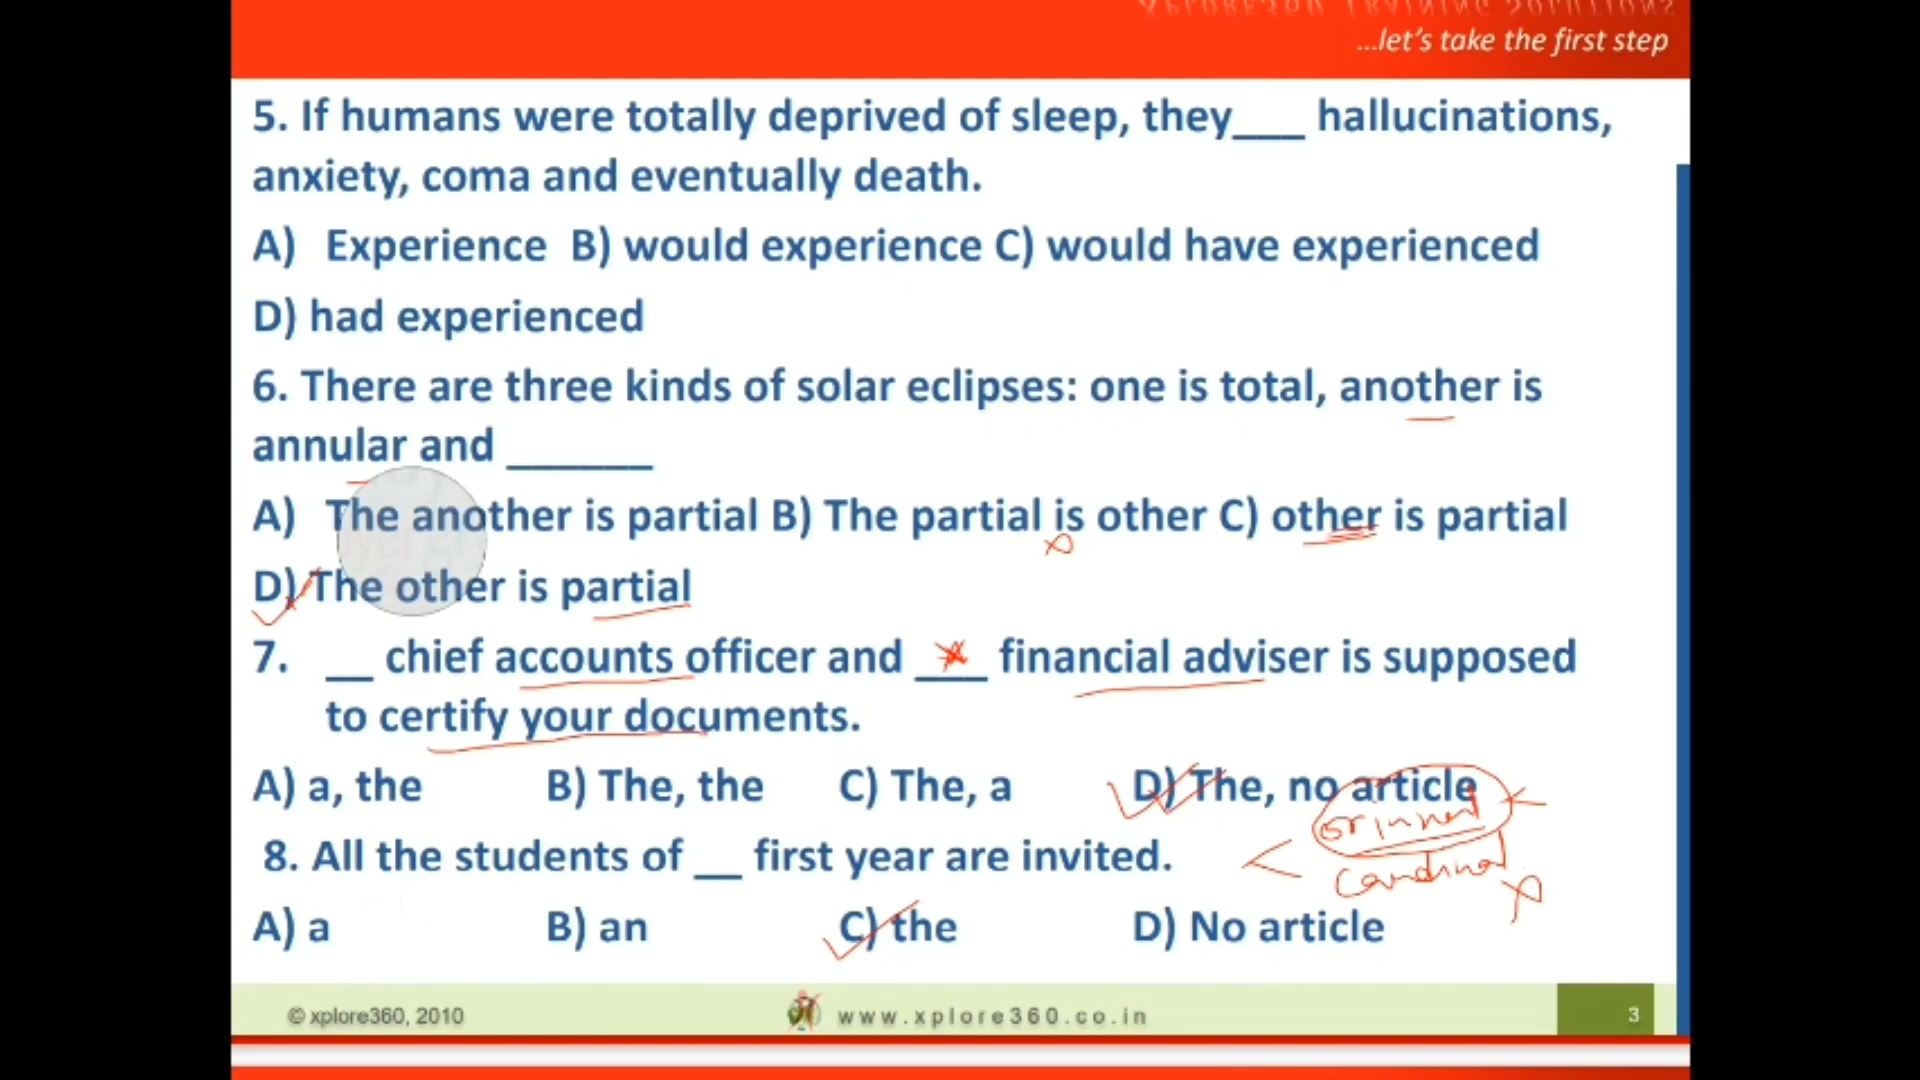 XPLORE360 TRAINING SOLUTIONS
...let's take the first step
5. If humans were totally deprived of sleep, they___ hallucinations,
anxiety, coma and eventually death.
A) Experience B) would experience C) would have experienced
D) had experienced
6. There are three kinds of solar eclipses: one is total, another is
annular and ______
A) The another is partial B) The partial is other C) other is partial
D) The other is partial
7. __ chief accounts officer and ___ financial adviser is supposed
to certify your documents.
A) a, the B) The, the C) The, a D) The, no article
8. All the students of __ first year are invited.
cardinal
A) a B) an C) the D) No article
© xplore360, 2010 www.xplore360.co.in 3